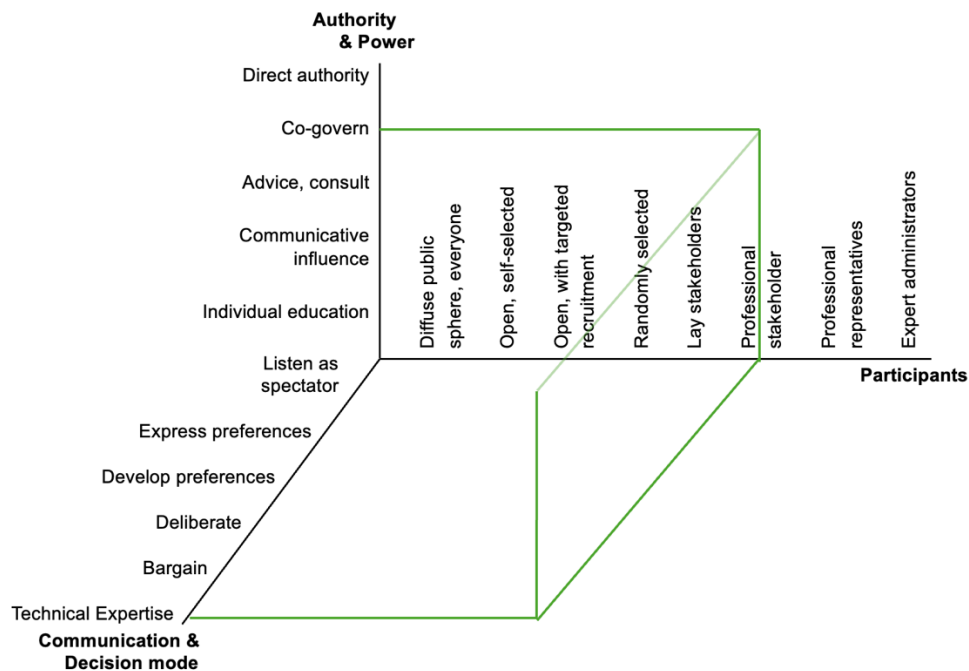 Authority
& Power
Direct authority
Co-govern
Advice, consult
Communicative
influence
Individual education
Diffuse public
sphere, everyone
Open, self-selected
Open, with targeted
recruitment
Randomly selected
Lay stakeholders
Professional
stakeholder
Professional
representatives
Expert administrators
Participants
Listen as
spectator
Express preferences
Develop preferences
Deliberate
Bargain
Technical Expertise
Communication &
Decision mode